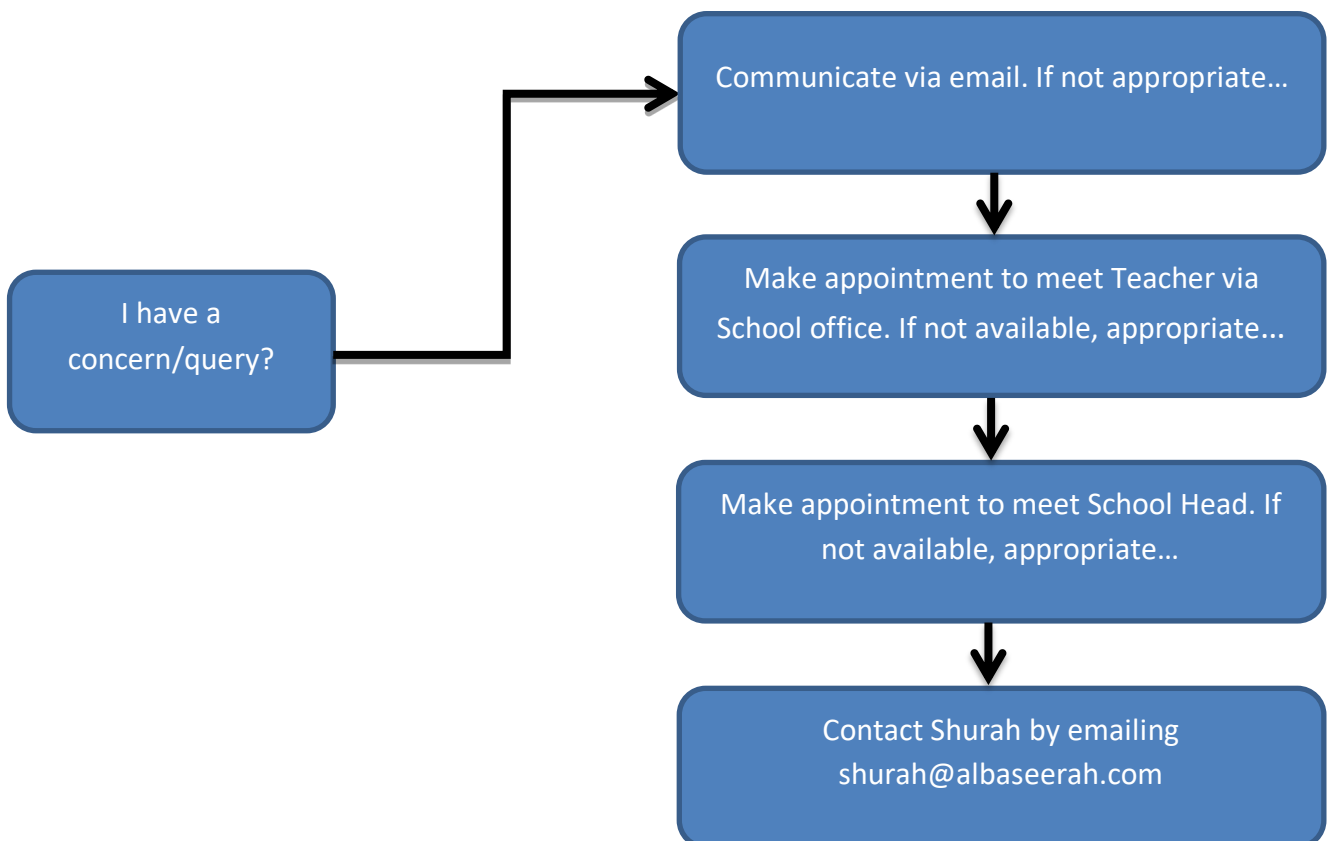 I have a
concern/query?
Communicate via email. If not appropriate…
Make appointment to meet Teacher via
School office. If not available, appropriate…
Make appointment to meet School Head. If
not available, appropriate…
Contact Shurah by emailing
shurah@albaseerah.com